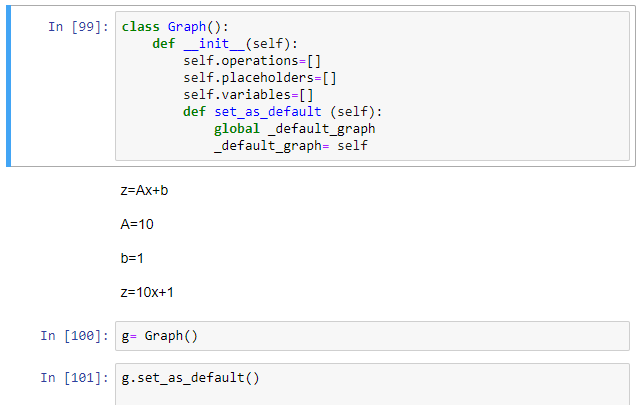 In [99]: class Graph():
    def __init__(self):
        self.operations=[]
        self.placeholders=[]
        self.variables=[]
        def set_as_default (self):
            global _default_graph
            _default_graph= self
z=Ax+b
A=10
b=1
z=10x+1
In [100]: g= Graph()
In [101]: g.set_as_default()